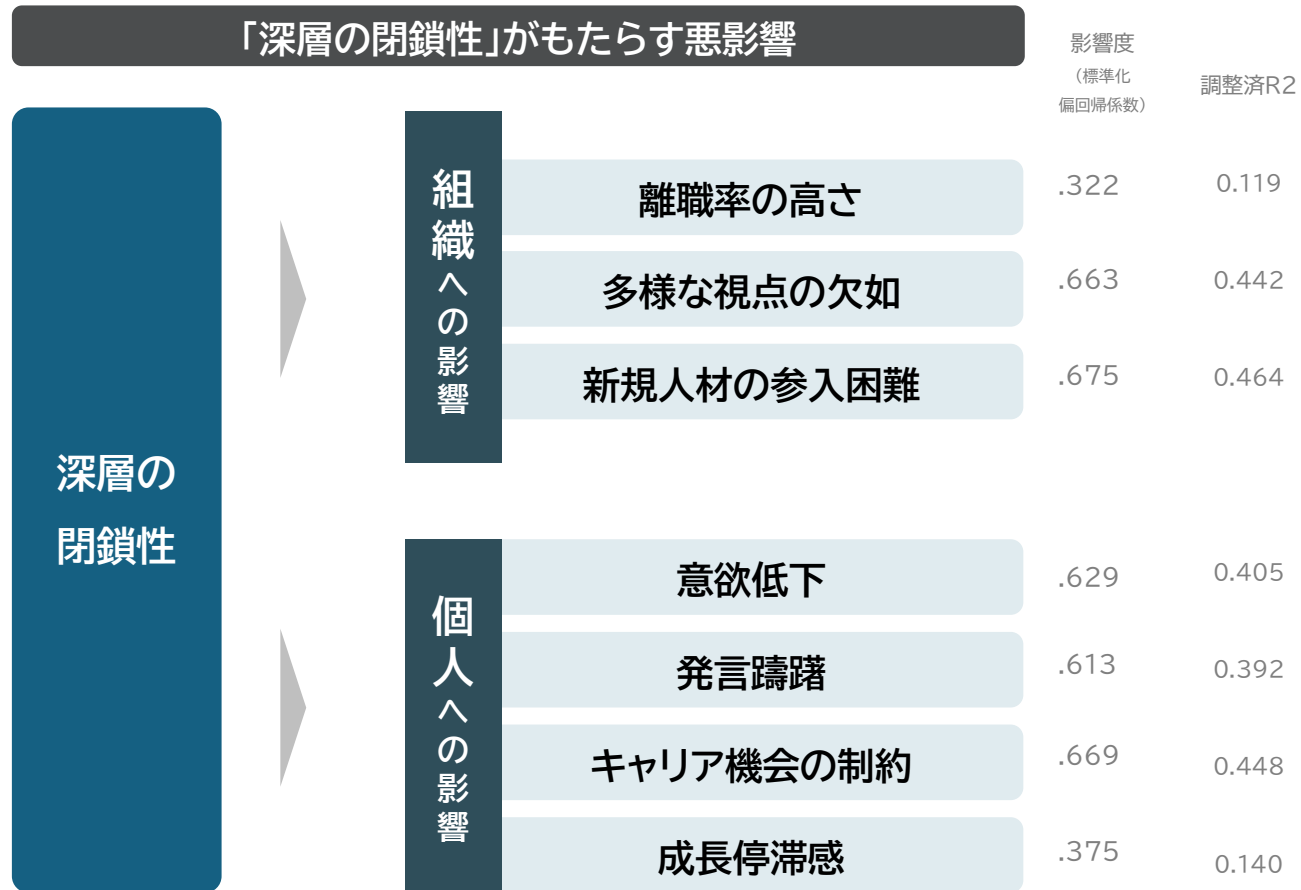 「深層の閉鎖性」がもたらす悪影響
影響度
（標準化
偏回帰係数）
調整済R2
深層の
閉鎖性
組織への影響
離職率の高さ
.322
0.119
多様な視点の欠如
.663
0.442
新規人材の参入困難
.675
0.464
個人への影響
意欲低下
.629
0.405
発言躊躇
.613
0.392
キャリア機会の制約
.669
0.448
成長停滞感
.375
0.140